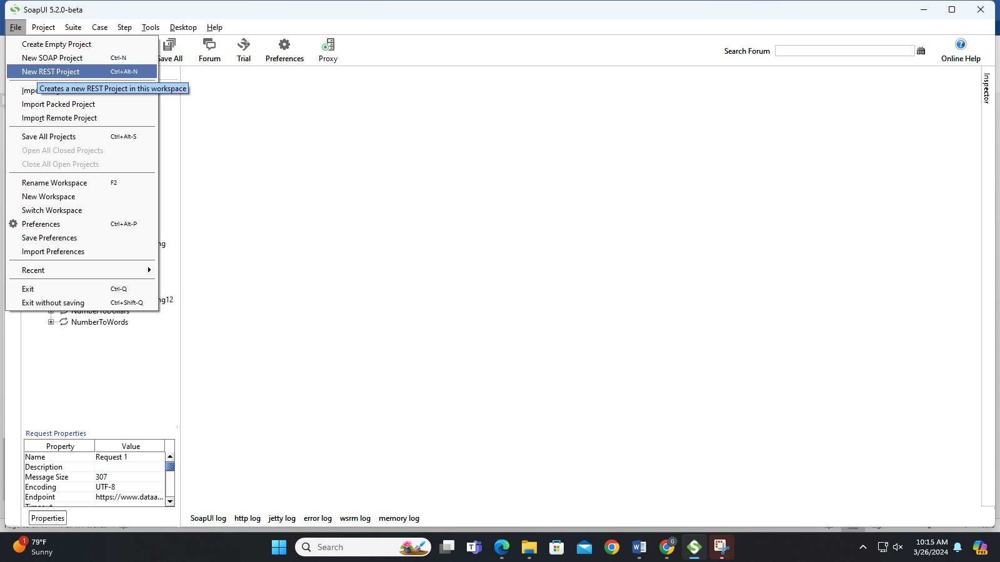 SoapUI 5.2.0-beta
File Project Suite Case Step Tools Desktop Help
Create Empty Project
New SOAP Project Ctrl-N
New REST Project Ctrl+Alt-N
Creates a new REST Project in this workspace
Import Packed Project
Import Remote Project
Save All Projects Ctrl+Alt-S
Open All Closed Projects
Close All Open Projects
Rename Workspace F2
New Workspace
Switch Workspace
Preferences Ctrl+Alt-P
Save Preferences
Import Preferences
Recent
Exit Ctrl-Q
Exit without saving Ctrl+Shift-Q
Save All Forum Trial Preferences Proxy
Search Forum
Online Help
Inspector
ng
ng12
NumberToDollars
NumberToWords
Request Properties
Property Value
Name Request 1
Description
Message Size 307
Encoding UTF-8
Endpoint https://www.dataa...
Timeout
Properties
SoapUI log http log jetty log error log wsrm log memory log
1
79°F
Sunny
Search
G
10:15 AM
3/26/2024
PRE